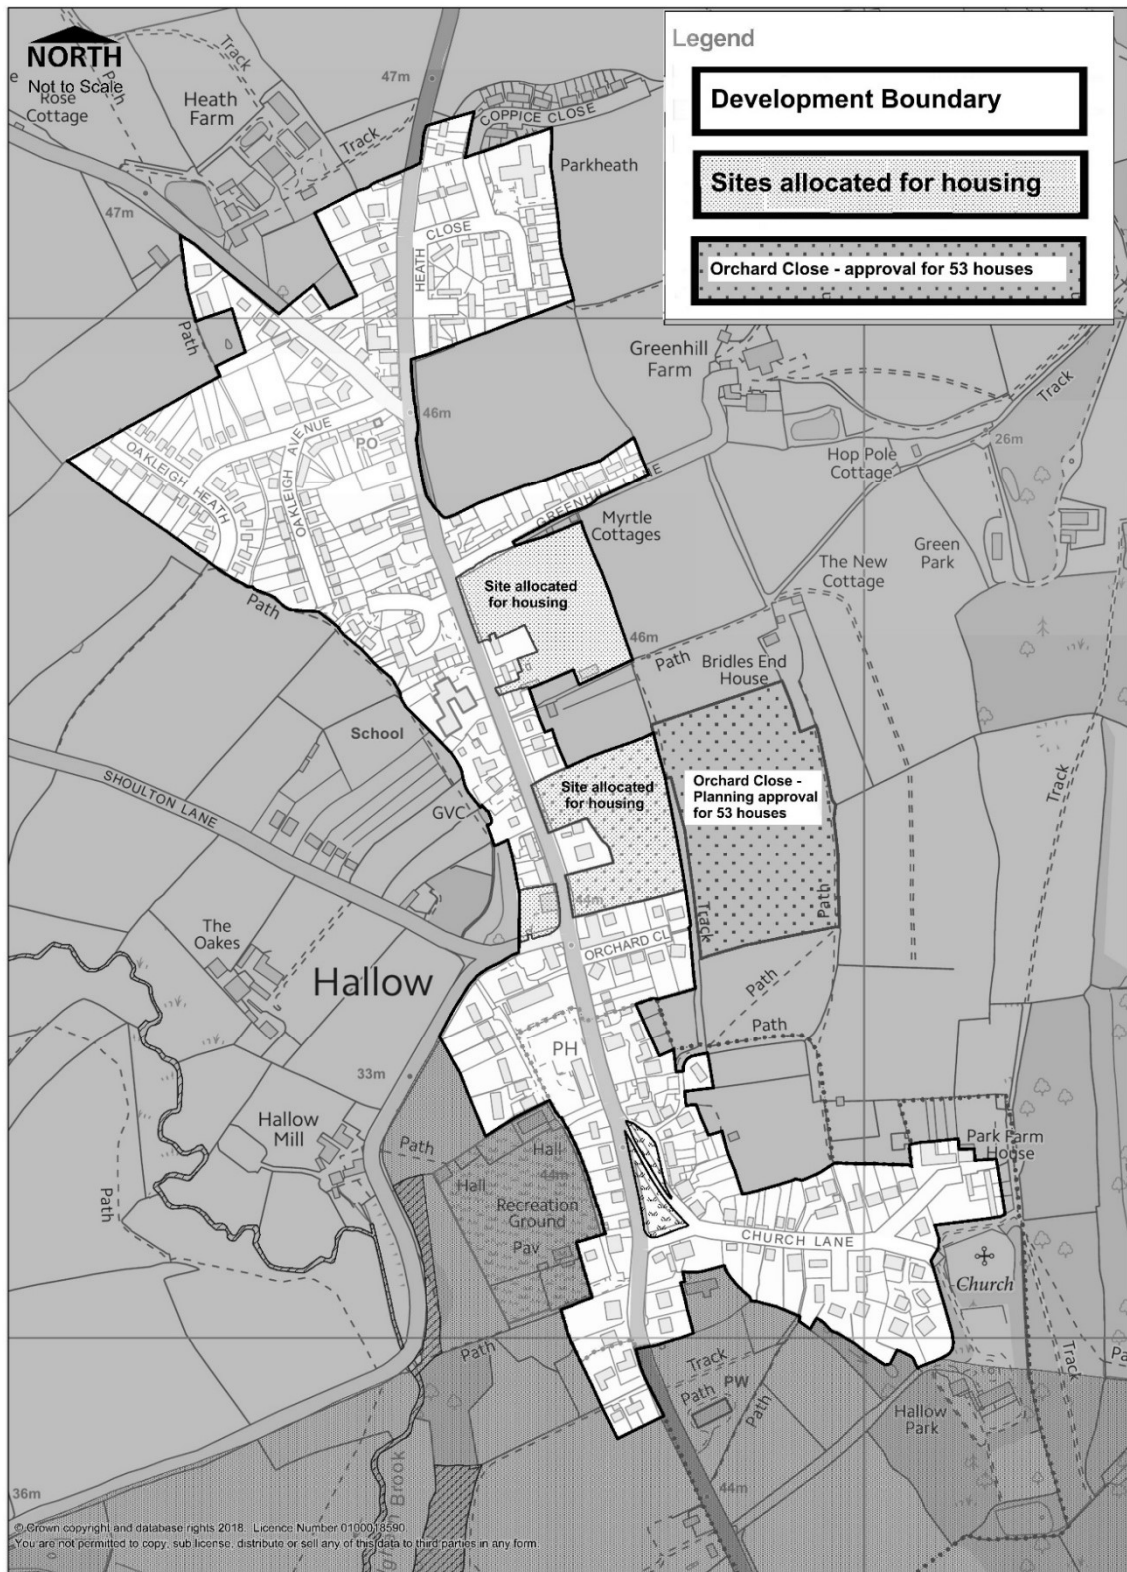 NORTH
Not to Scale
Legend
Development Boundary
Sites allocated for housing
Orchard Close - approval for 53 houses
e
Rose
Cottage
Path
Track
Heath
Farm
Track
47m
COPPICE CLOSE
Parkheath
47m
HEATH
CLOSE
Path
Greenhill
Farm
Track
46m
OAKLEIGH AVENUE
PO
OAKLEIGH HEATH
26m
Hop Pole
Cottage
GREENHILL LANE
Myrtle
Cottages
Green
Park
The New
Cottage
Path
Site allocated
for housing
46m
Path
Bridles End
House
School
SHOULTON LANE
GVC
Site allocated
for housing
Orchard Close -
Planning approval
for 53 houses
Track
44m
Track
Path
The
Oakes
ORCHARD CL
Hallow
Path
Path
PH
33m
Hallow
Mill
Path
Hall
44m
Hall
Recreation
Ground
Pav
Park Farm
House
Path
CHURCH LANE
Church
Path
Track
Path
PW
Path
Track
Pa
Hallow
Park
36m
Brook
44m
© Crown copyright and database rights 2018. Licence Number 0100018590
You are not permitted to copy, sub license, distribute or sell any of this data to third parties in any form.